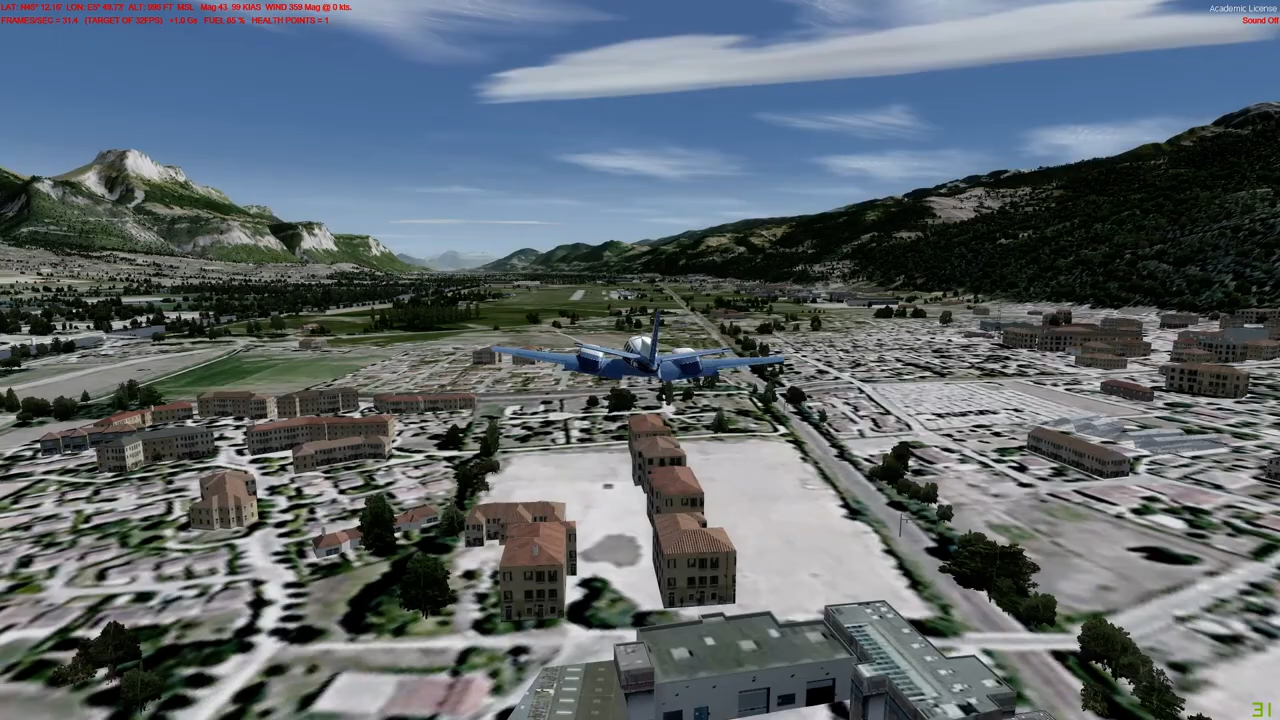 LAT: N45° 12.15' LON: E5° 49.73' ALT: 996 FT MSL Mag 43 99 KIAS WIND 359 Mag @ 0 kts.
Academic License
FRAMES/SEC = 31.4 (TARGET OF 32FPS) +1.0 Gs FUEL 65 % HEALTH POINTS = 1
Sound Off
31